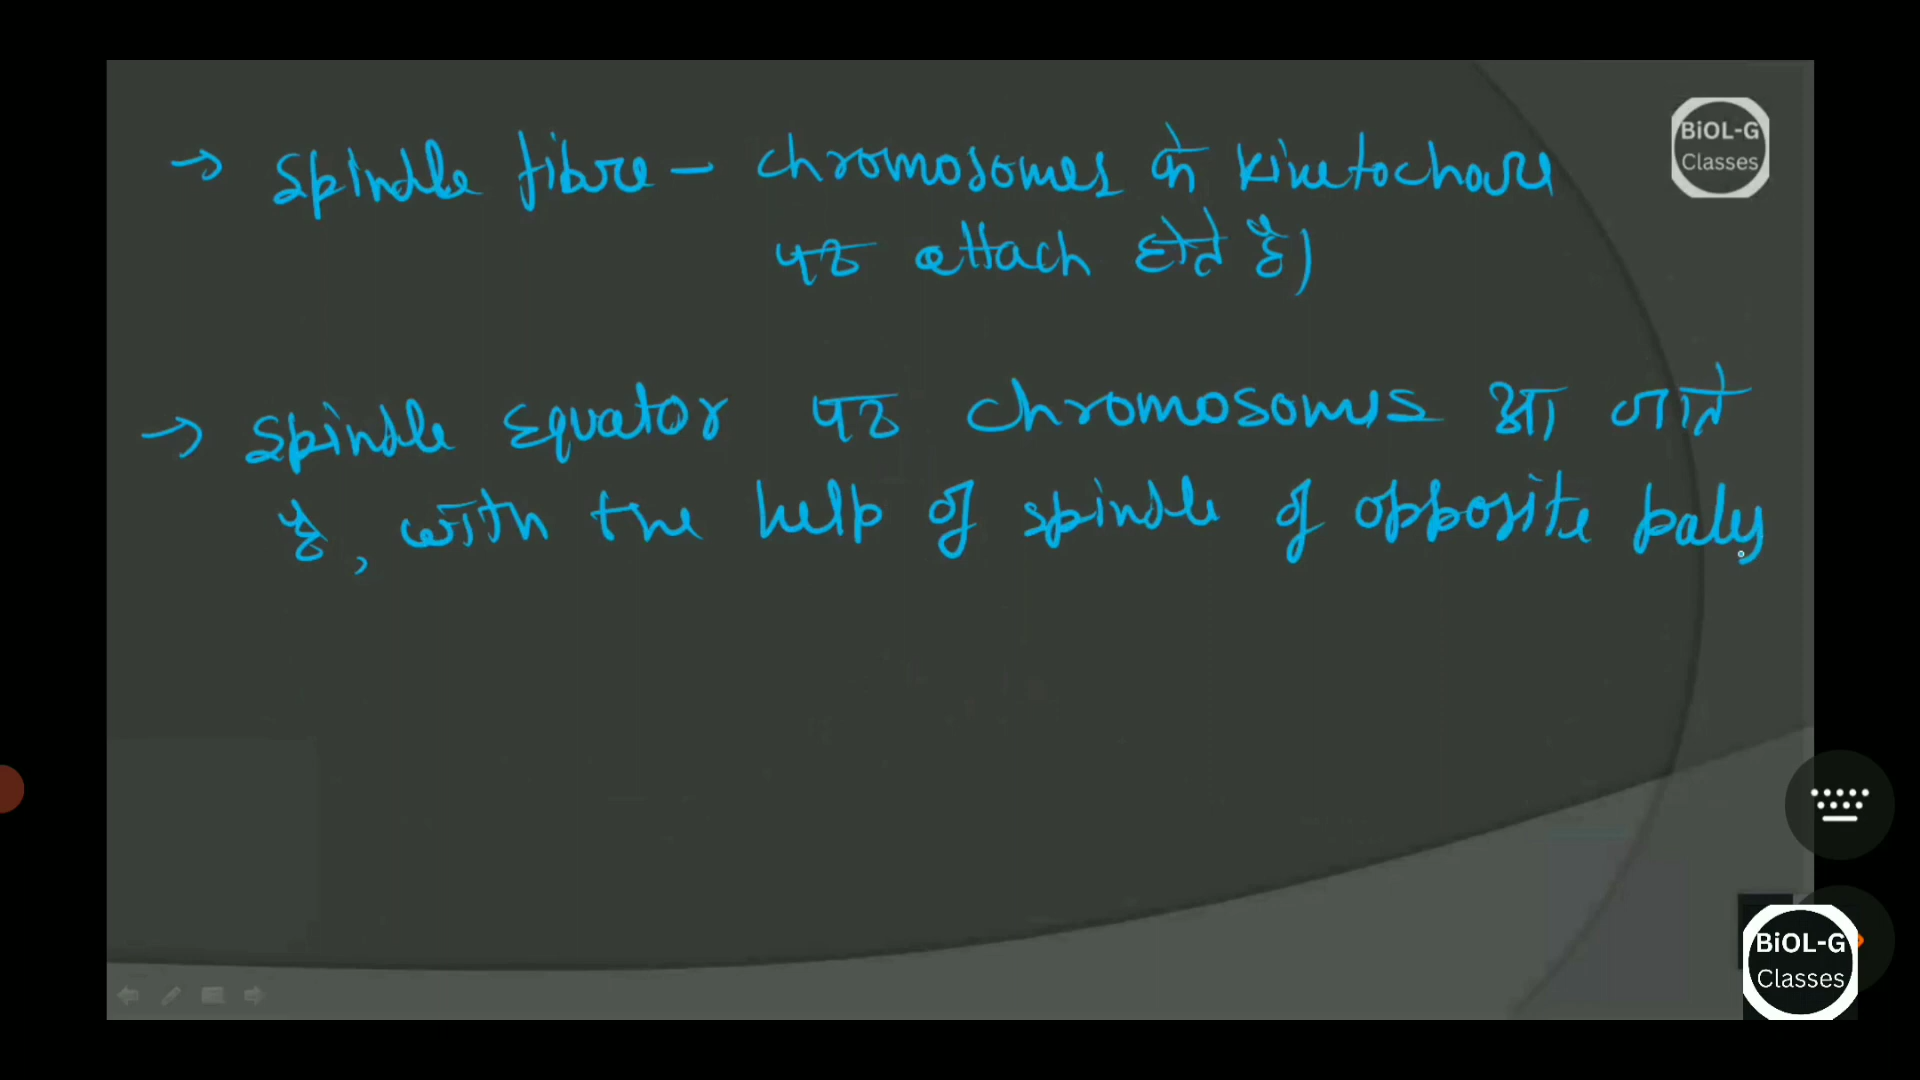 BiOL-G
Classes
→ Spindle fibre - chromosomes के kinetochore
पर attach होते है)
→ Spindle Equator पर chromosomes आ जाते
है, with the help of spindle of opposite
BiOL-G
Classes